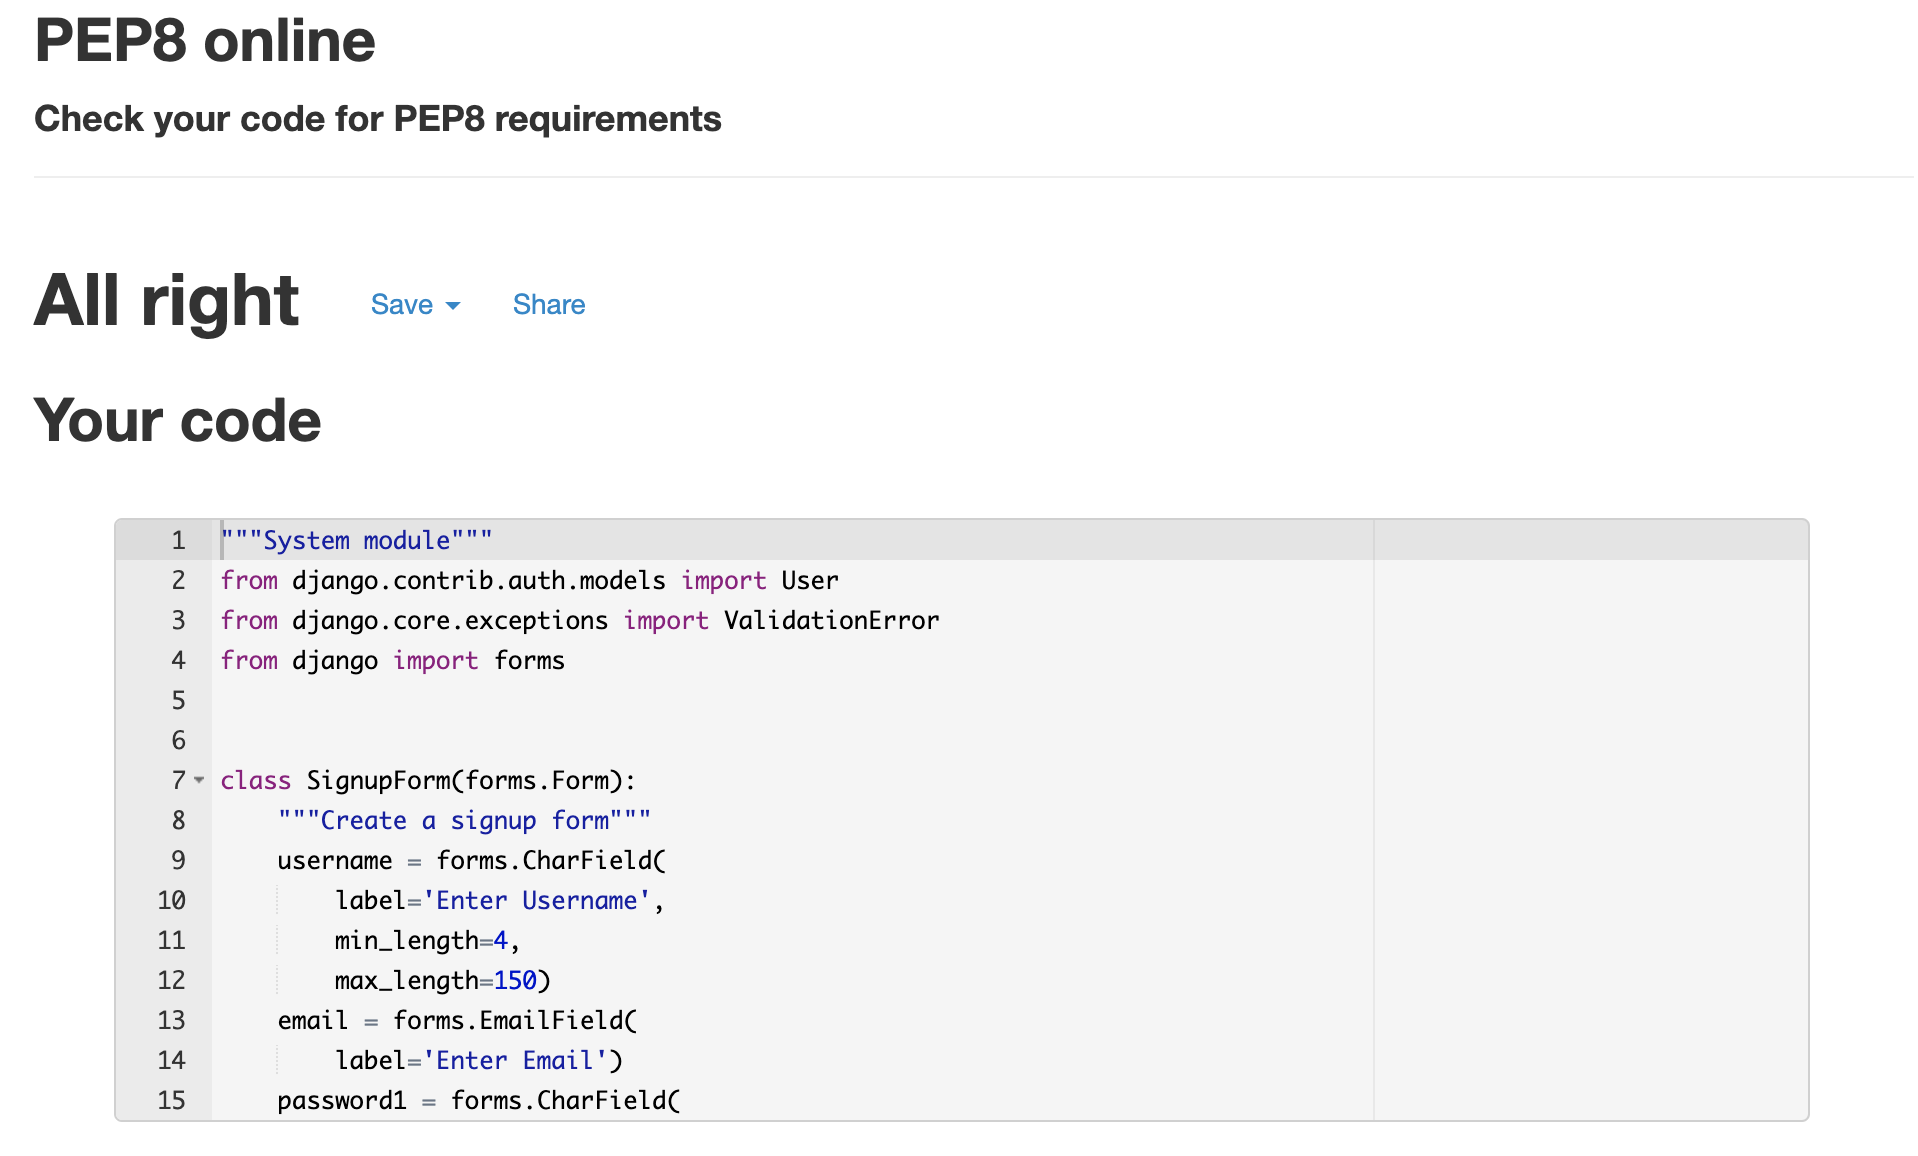 PEP8 online
Check your code for PEP8 requirements
All right Save Share
Your code
1 """System module"""
2 from django.contrib.auth.models import User
3 from django.core.exceptions import ValidationError
4 from django import forms
5
6
7 class SignupForm(forms.Form):
8     """Create a signup form"""
9     username = forms.CharField(
10         label='Enter Username',
11         min_length=4,
12         max_length=150)
13     email = forms.EmailField(
14         label='Enter Email')
15     password1 = forms.CharField(